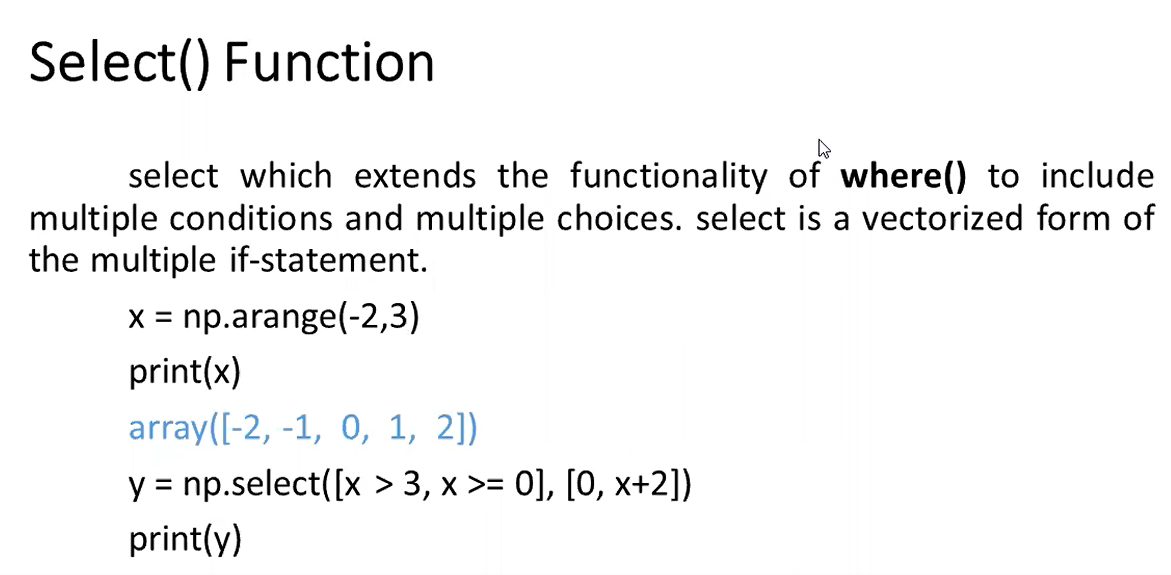 Select() Function
select which extends the functionality of where() to include
multiple conditions and multiple choices. select is a vectorized form of
the multiple if-statement.
x = np.arange(-2,3)
print(x)
array([-2, -1, 0, 1, 2])
y = np.select([x > 3, x >= 0], [0, x+2])
print(y)